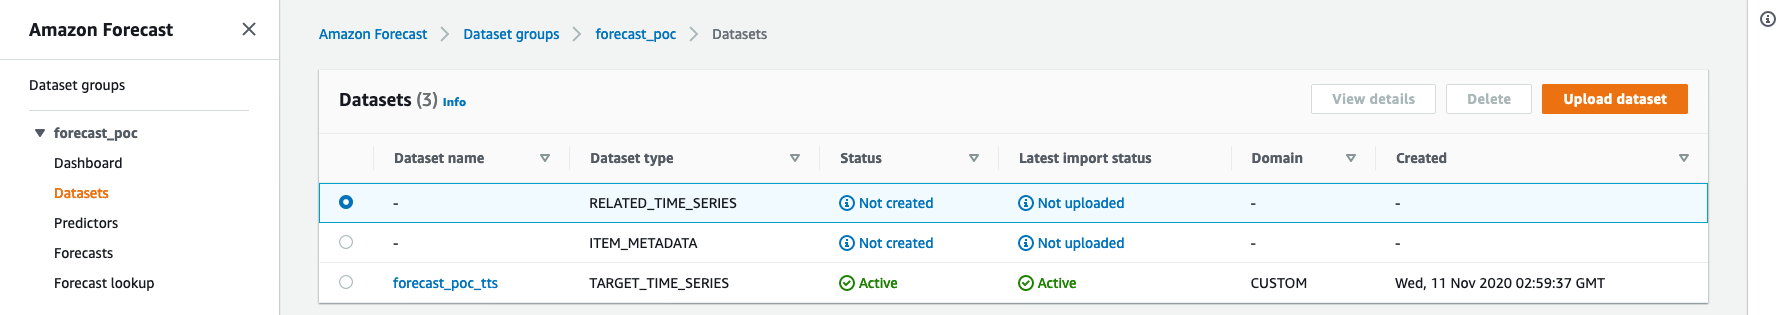 Amazon Forecast
Dataset groups
forecast_poc
Dashboard
Datasets
Predictors
Forecasts
Forecast lookup
Amazon Forecast Dataset groups forecast_poc Datasets
Datasets (3) Info View details Delete Upload dataset
Dataset name Dataset type Status Latest import status Domain Created
- RELATED_TIME_SERIES Not created Not uploaded - -
- ITEM_METADATA Not created Not uploaded - -
forecast_poc_tts TARGET_TIME_SERIES Active Active CUSTOM Wed, 11 Nov 2020 02:59:37 GMT